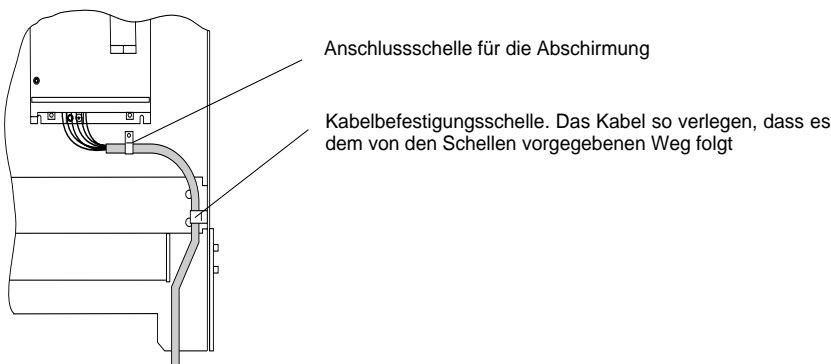 Anschlussschelle für die Abschirmung
Kabelbefestigungsschelle. Das Kabel so verlegen, dass es
dem von den Schellen vorgegebenen Weg folgt